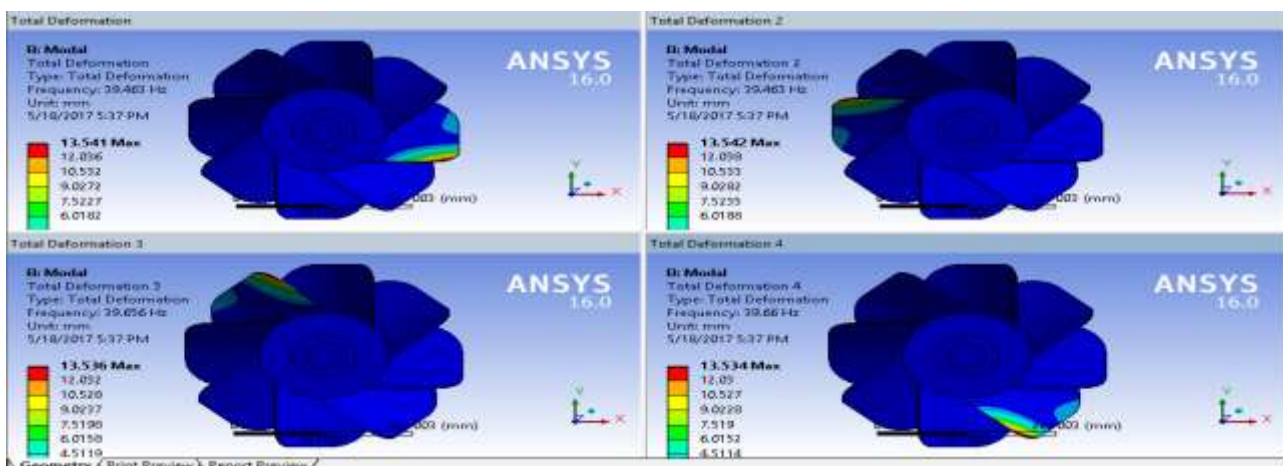 Total Deformation
B: Modal
Total Deformation
Type: Total Deformation
Frequency: 39.463 Hz
Unit: mm
5/18/2017 5:37 PM
13.541 Max
12.036
10.532
9.0272
7.5227
6.0182
ANSYS
16.0
(mm)
Y
X
Total Deformation 2
B: Modal
Total Deformation 2
Type: Total Deformation
Frequency: 39.463 Hz
Unit: mm
5/18/2017 5:37 PM
13.542 Max
12.038
10.533
9.0282
7.5235
6.0188
ANSYS
16.0
003 (mm)
Y
X
Total Deformation 3
B: Modal
Total Deformation 3
Type: Total Deformation
Frequency: 39.656 Hz
Unit: mm
5/18/2017 5:37 PM
13.536 Max
12.032
10.528
9.0237
7.5198
6.0158
4.5119
ANSYS
16.0
003 (mm)
Y
X
Total Deformation 4
B: Modal
Total Deformation 4
Type: Total Deformation
Frequency: 39.66 Hz
Unit: mm
5/18/2017 5:37 PM
13.534 Max
12.03
10.527
9.0228
7.519
6.0152
4.5114
ANSYS
16.0
003 (mm)
Y
X
Geometry / Print Preview / Report Preview /